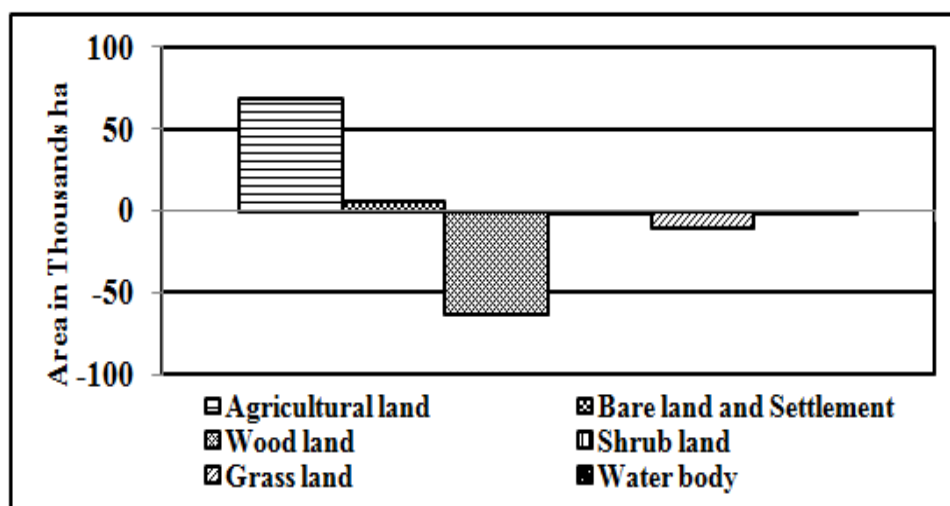 100
50
0
-50
-100
Area in Thousands ha
Agricultural land
Bare land and Settlement
Wood land
Shrub land
Grass land
Water body